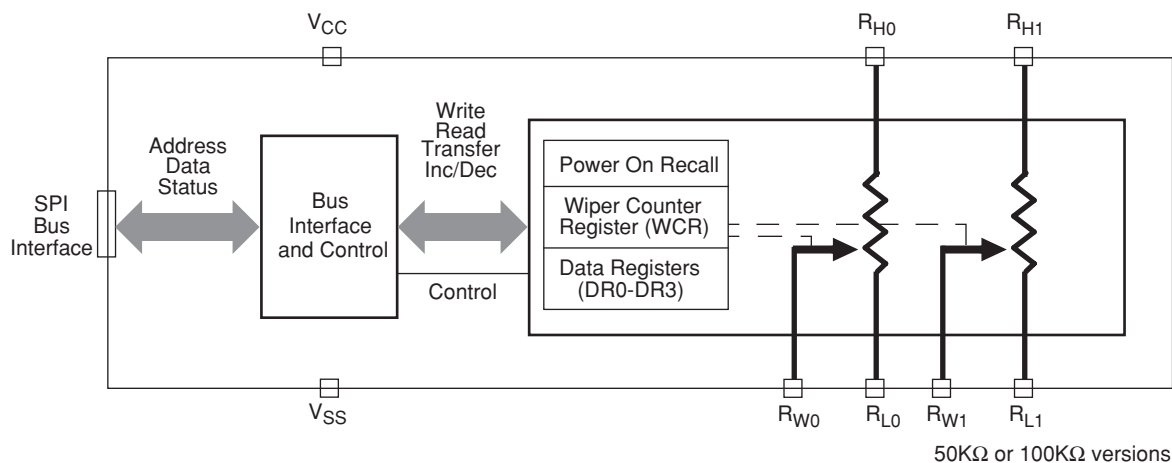 VCC
RH0
RH1
Address
Data
Status
Write
Read
Transfer
Inc/Dec
SPI
Bus
Interface
Bus
Interface
and Control
Control
Power On Recall
Wiper Counter
Register (WCR)
Data Registers
(DR0-DR3)
VSS
RW0
RL0
RW1
RL1
50KΩ or 100KΩ versions